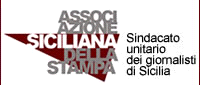 ASSOCI
AZIONE
SICILIANA
DELLA
STAMPA
Sindacato
unitario
dei giornalisti
di Sicilia